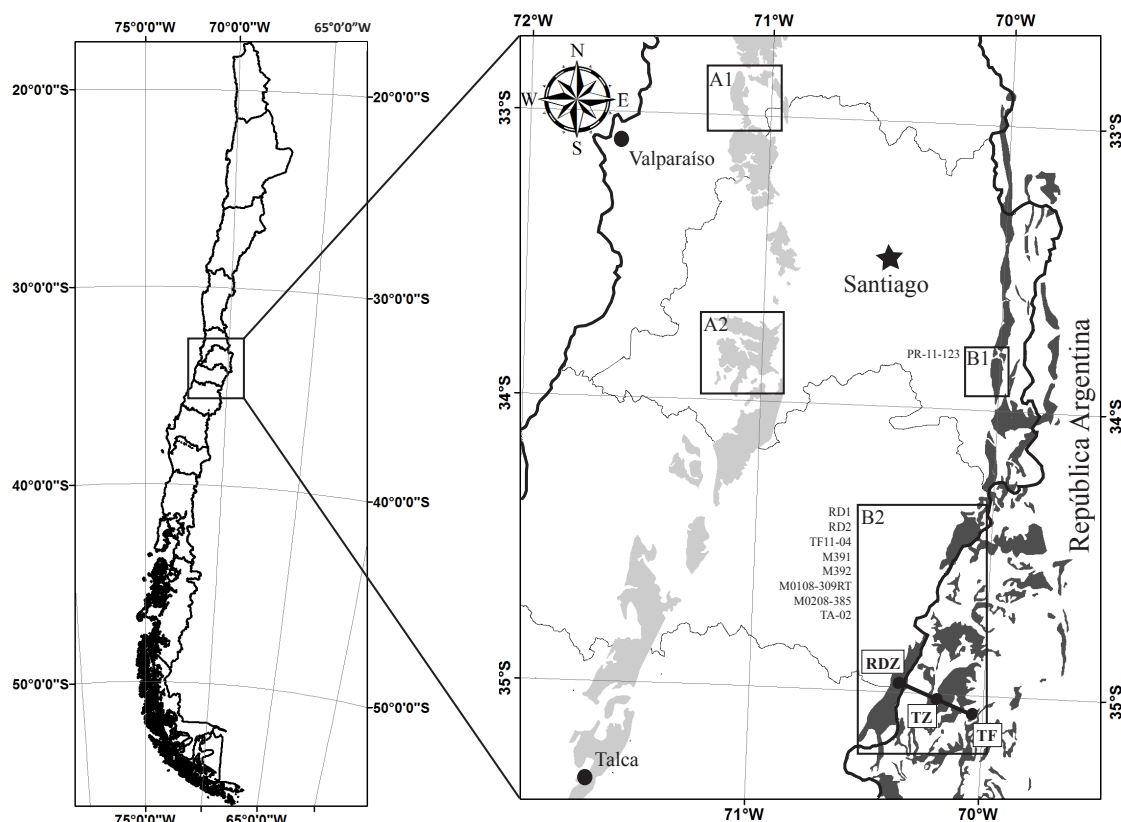 75°0'0"W 70°0'0"W 65°0'0"W
20°0'0"S
20°0'0"S
30°0'0"S
30°0'0"S
40°0'0"S
40°0'0"S
50°0'0"S
50°0'0"S
75°0'0"W 65°0'0"W
72°W 71°W 70°W
N
W E
S
A1
33°S
33°S
Valparaíso
Santiago
A2
PR-11-123
B1
34°S
34°S
República Argentina
RD1
RD2
TF11-04
M391
M392
M0108-309RT
M0208-385
TA-02
B2
RDZ
TZ
TF
35°S
35°S
Talca
71°W 70°W